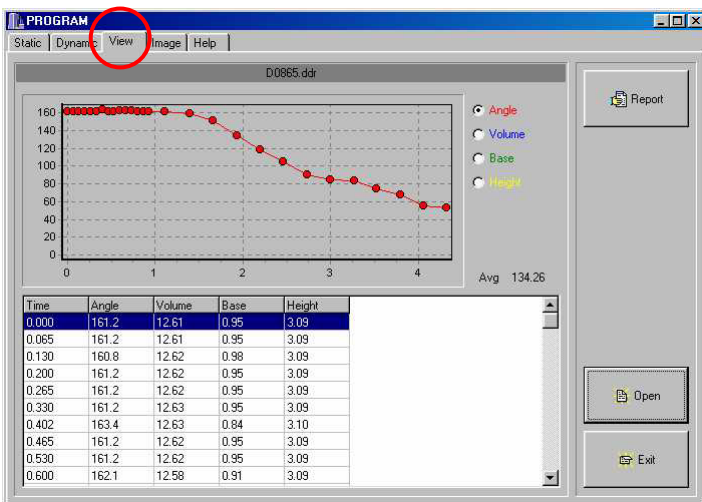 PROGRAM
Static Dynamic View Image Help
D0865.ddr
160
140
120
100
80
60
40
20
0
0 1 2 3 4
Angle
Volume
Base
Height
Avg 134.26
Time Angle Volume Base Height
0.000 161.2 12.61 0.95 3.09
0.065 161.2 12.61 0.95 3.09
0.130 160.8 12.62 0.98 3.09
0.200 161.2 12.62 0.95 3.09
0.265 161.2 12.62 0.95 3.09
0.330 161.2 12.63 0.95 3.09
0.402 163.4 12.63 0.84 3.10
0.465 161.2 12.62 0.95 3.09
0.530 161.2 12.62 0.95 3.09
0.600 162.1 12.58 0.91 3.09
Report
Open
Exit